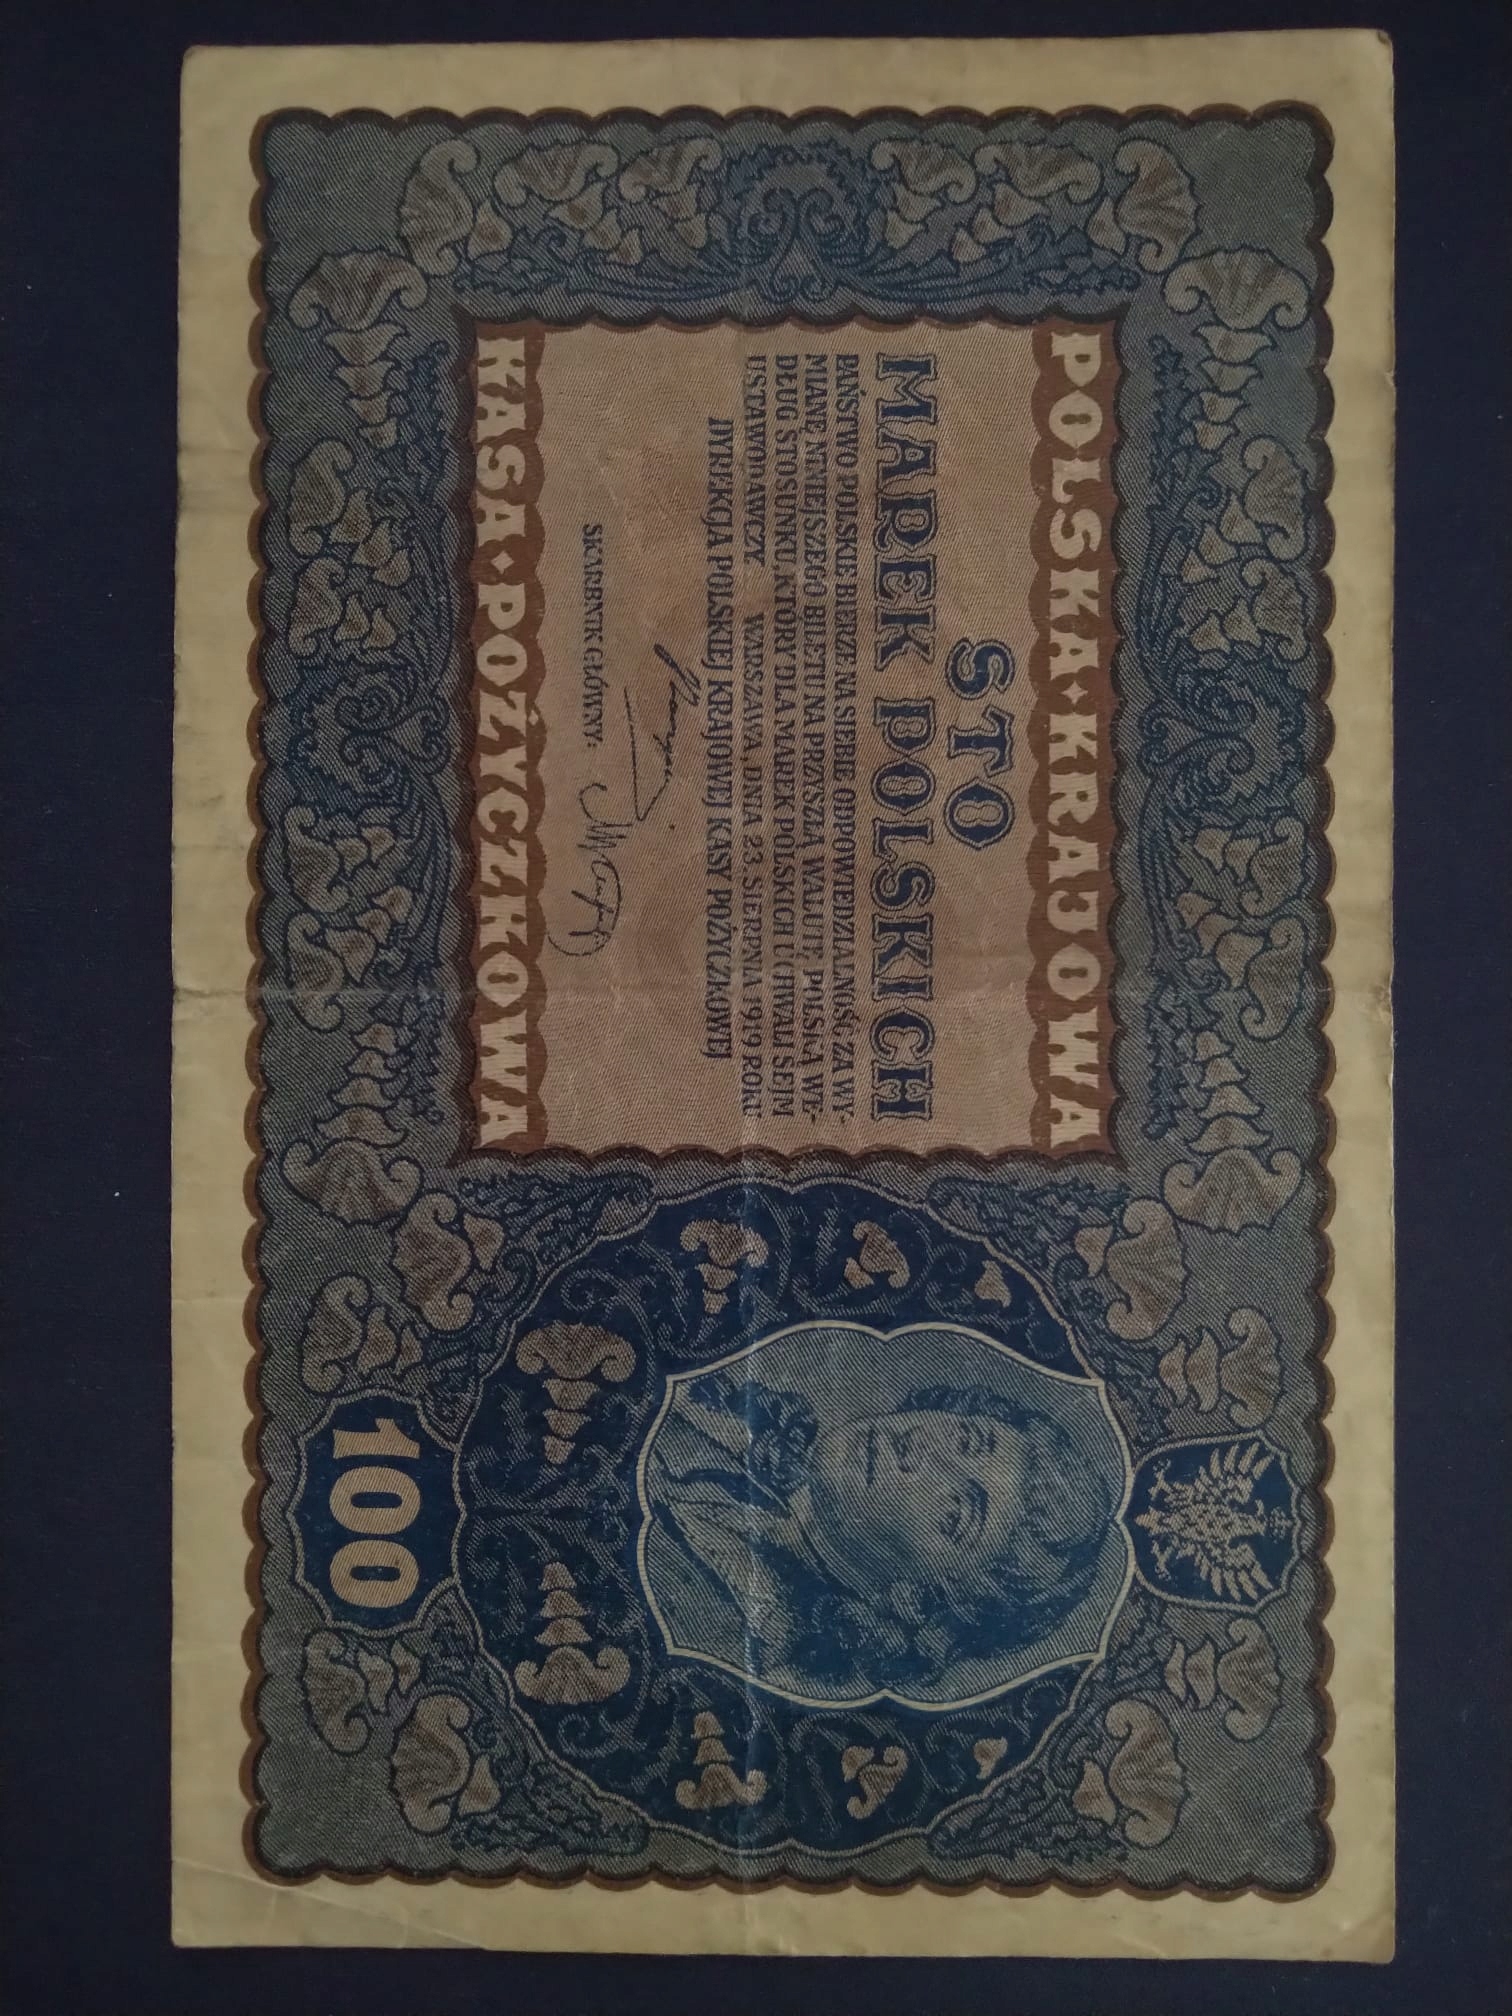 POLSKA·KRAJOWA
STO
MAREK POLSKICH
PAŃSTWO POLSKIE BIERZE NA SIEBIE ODPOWIEDZIALNOŚĆ ZA WY-
MIANĘ NINIEJSZEGO BILETU NA PRZYSZŁĄ WALUTĘ POLSKĄ WE-
DŁUG STOSUNKU, KTÓRY DLA MAREK POLSKICH UCHWALI SEJM
USTAWODAWCZY. WARSZAWA, DNIA 23. SIERPNIA 1919 ROKU
DYREKCJA POLSKIEJ KRAJOWEJ KASY POŻYCZKOWEJ
SKARBNIK GŁÓWNY:
KASA·POŻYCZKOWA
100